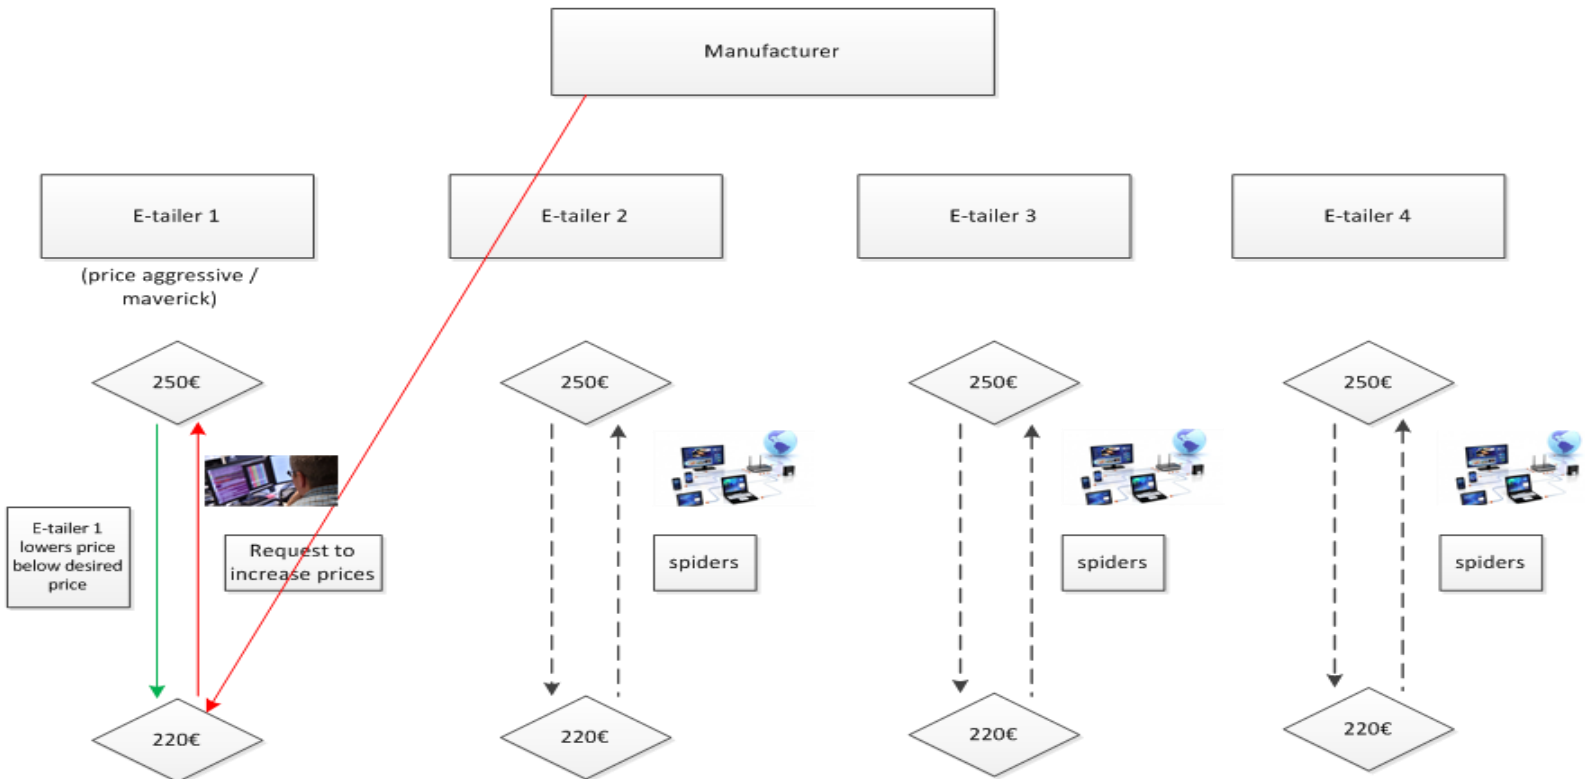 Manufacturer
E-tailer 1
E-tailer 2
E-tailer 3
E-tailer 4
(price aggressive /
maverick)
250€
250€
250€
250€
E-tailer 1
lowers price
below desired
price
Request to
increase prices
spiders
spiders
spiders
220€
220€
220€
220€